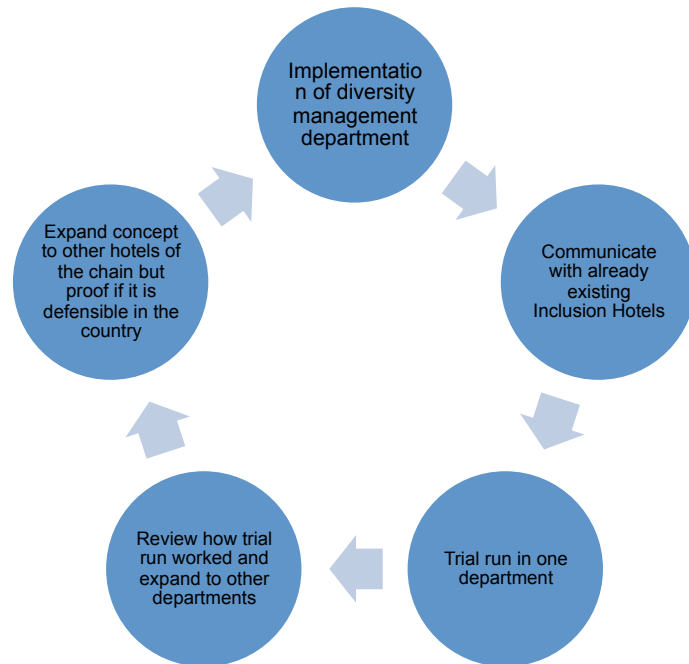 Implementatio
n of diversity
management
department
Communicate
with already
existing
Inclusion Hotels
Trial run in one
department
Review how trial
run worked and
expand to other
departments
Expand concept
to other hotels of
the chain but
proof if it is
defensible in the
country